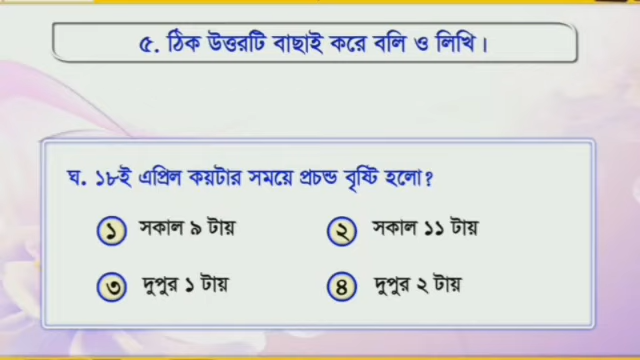 ৫. ঠিক উত্তরটি বাছাই করে বলি ও লিখি।
ঘ. ১৮ই এপ্রিল কয়টার সময়ে প্রচন্ড বৃষ্টি হলো?
১ সকাল ৯ টায় ২ সকাল ১১ টায়
৩ দুপুর ১ টায় ৪ দুপুর ২ টায়